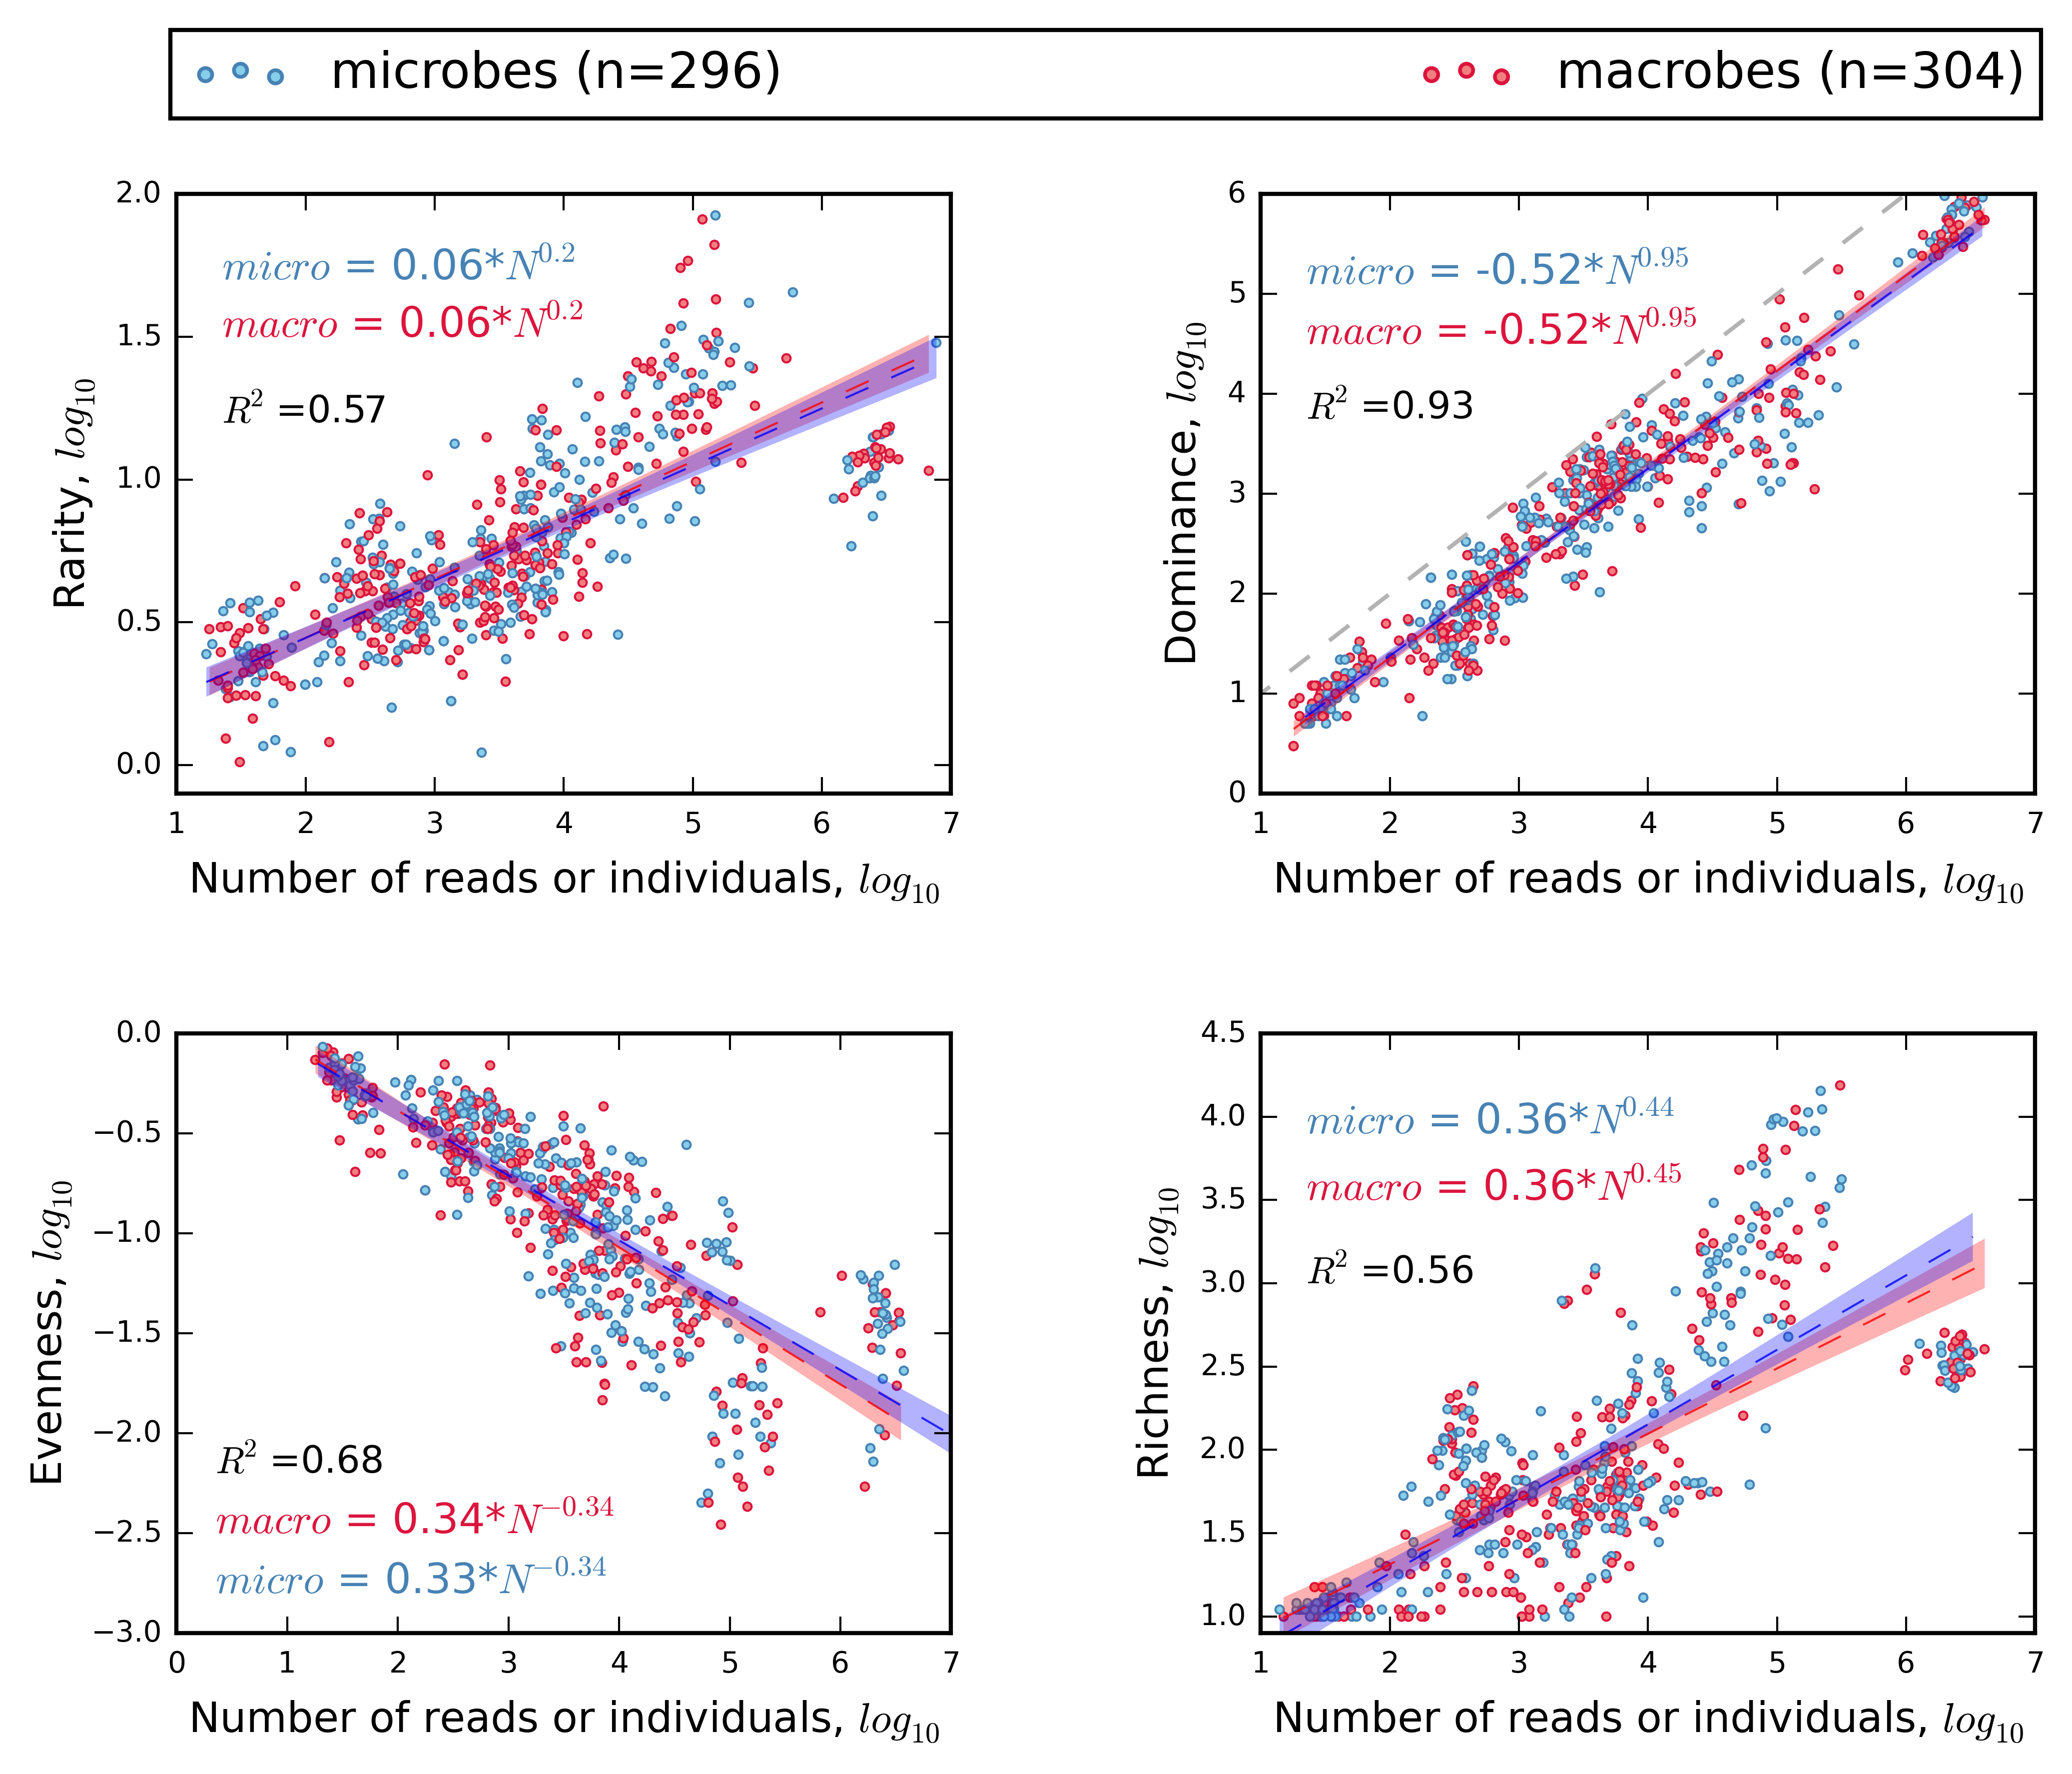 microbes (n=296) macrobes (n=304)
2.0
1.5
1.0
0.5
0.0
Rarity, log₁₀
micro = 0.06*N^0.2
macro = 0.06*N^0.2
R² =0.57
1 2 3 4 5 6 7
Number of reads or individuals, log₁₀
6
5
4
3
2
1
0
Dominance, log₁₀
micro = -0.52*N^0.95
macro = -0.52*N^0.95
R² =0.93
1 2 3 4 5 6 7
Number of reads or individuals, log₁₀
0.0
−0.5
−1.0
−1.5
−2.0
−2.5
−3.0
Evenness, log₁₀
R² =0.68
macro = 0.34*N^−0.34
micro = 0.33*N^−0.34
0 1 2 3 4 5 6 7
Number of reads or individuals, log₁₀
4.5
4.0
3.5
3.0
2.5
2.0
1.5
1.0
Richness, log₁₀
micro = 0.36*N^0.44
macro = 0.36*N^0.45
R² =0.56
1 2 3 4 5 6 7
Number of reads or individuals, log₁₀